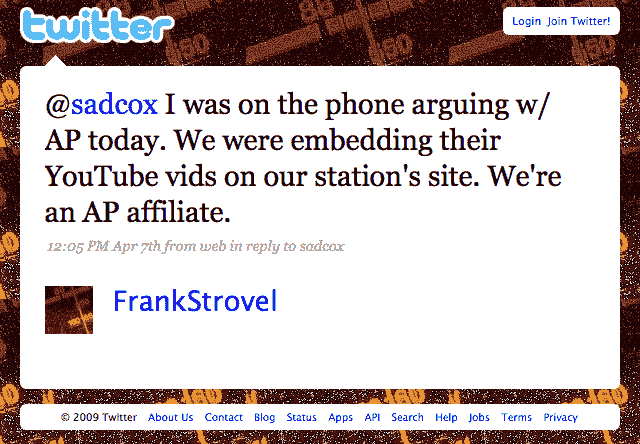 twitter
Login Join Twitter!
@sadcox I was on the phone arguing w/
AP today. We were embedding their
YouTube vids on our station's site. We're
an AP affiliate.
12:05 PM Apr 7th from web in reply to sadcox
FrankStrovel
© 2009 Twitter About Us Contact Blog Status Apps API Search Help Jobs Terms Privacy